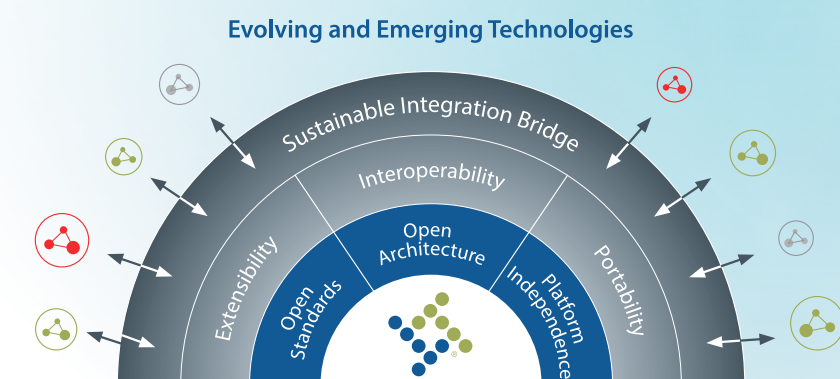 Evolving and Emerging Technologies
Sustainable Integration Bridge
Interoperability
Extensibility
Portability
Open
Architecture
Open
Standards
Platform
Independence
®